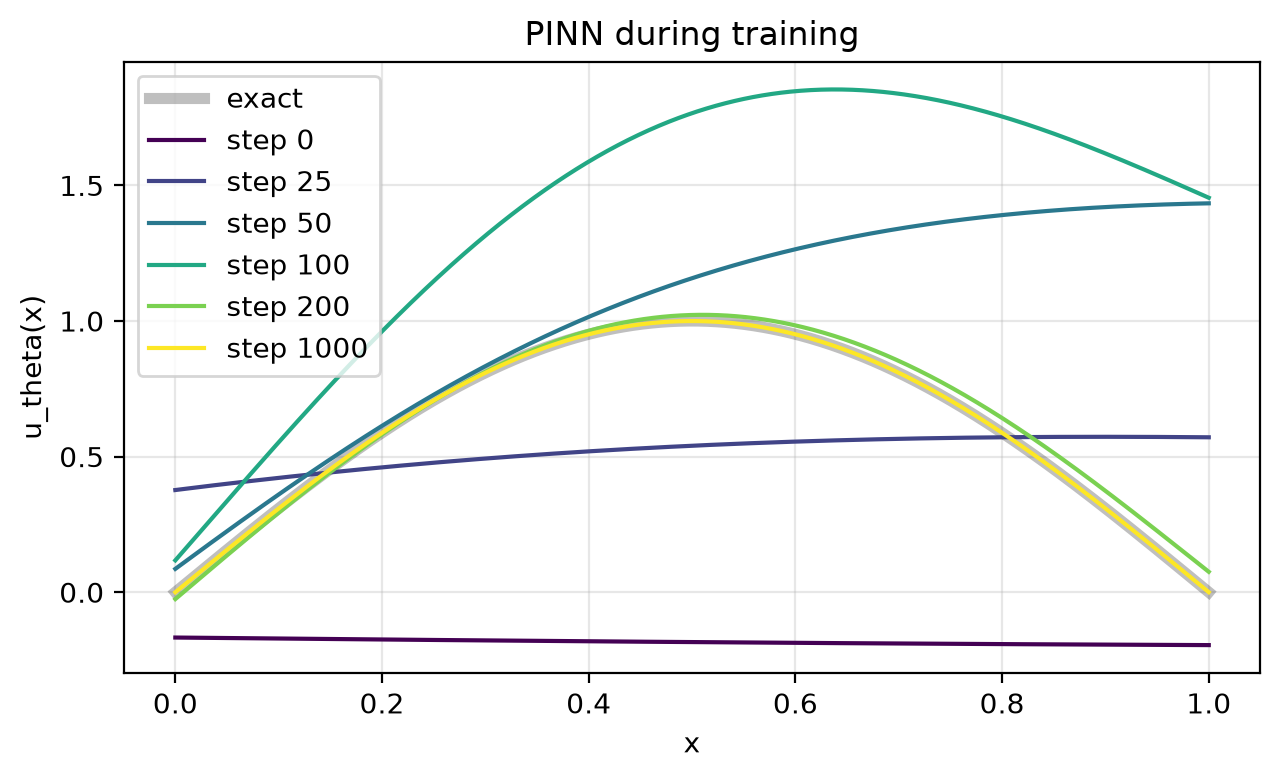 PINN during training
exact
step 0
step 25
step 50
step 100
step 200
step 1000
u_theta(x)
1.5
1.0
0.5
0.0
0.0 0.2 0.4 0.6 0.8 1.0
x